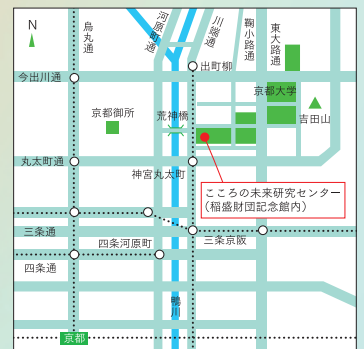 N
烏丸通
河原町通
川端通
鞠小路通
東大路通
今出川通
出町柳
京都大学
京都御所
荒神橋
吉田山
丸太町通
神宮丸太町
こころの未来研究センター
(稲盛財団記念館内)
三条通
四条河原町
三条京阪
四条通
鴨川
京都